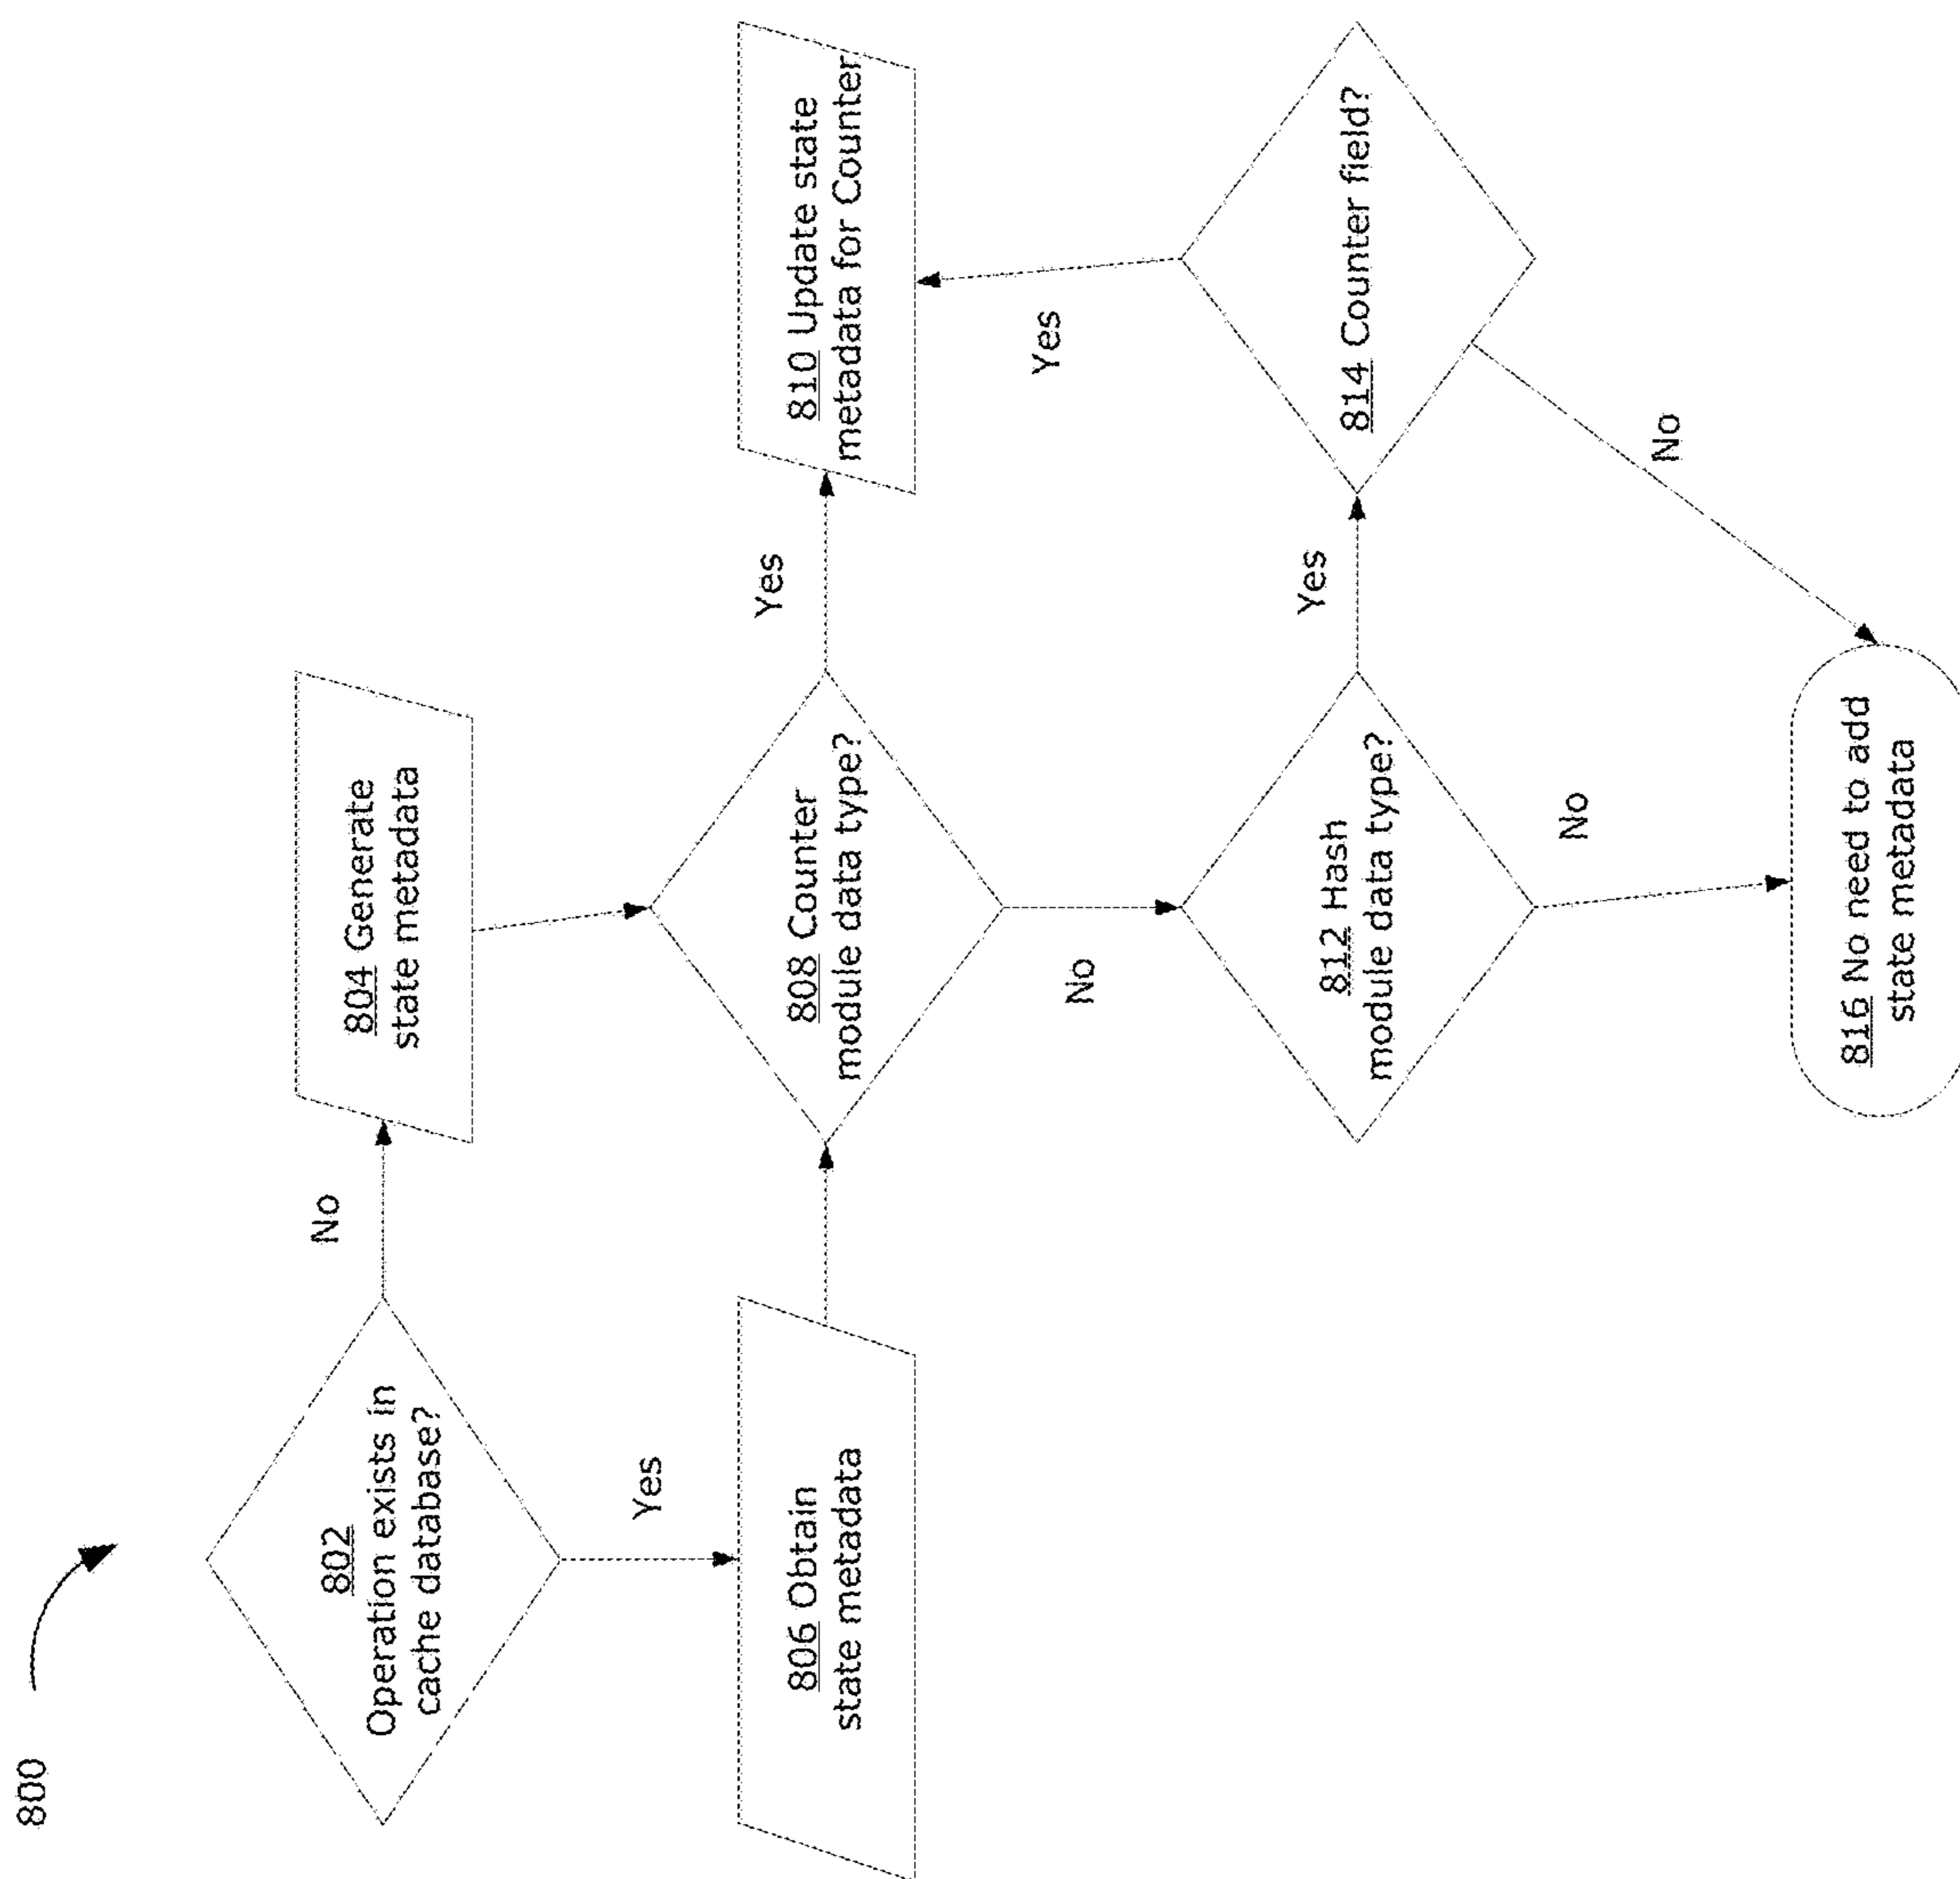 800
802
Operation exists in
cache database?
No
804 Generate
state metadata
Yes
806 Obtain
state metadata
808 Counter
module data type?
Yes
810 Update state
metadata for Counter
No
812 Hash
module data type?
Yes
814 Counter field?
Yes
No
No
816 No need to add
state metadata